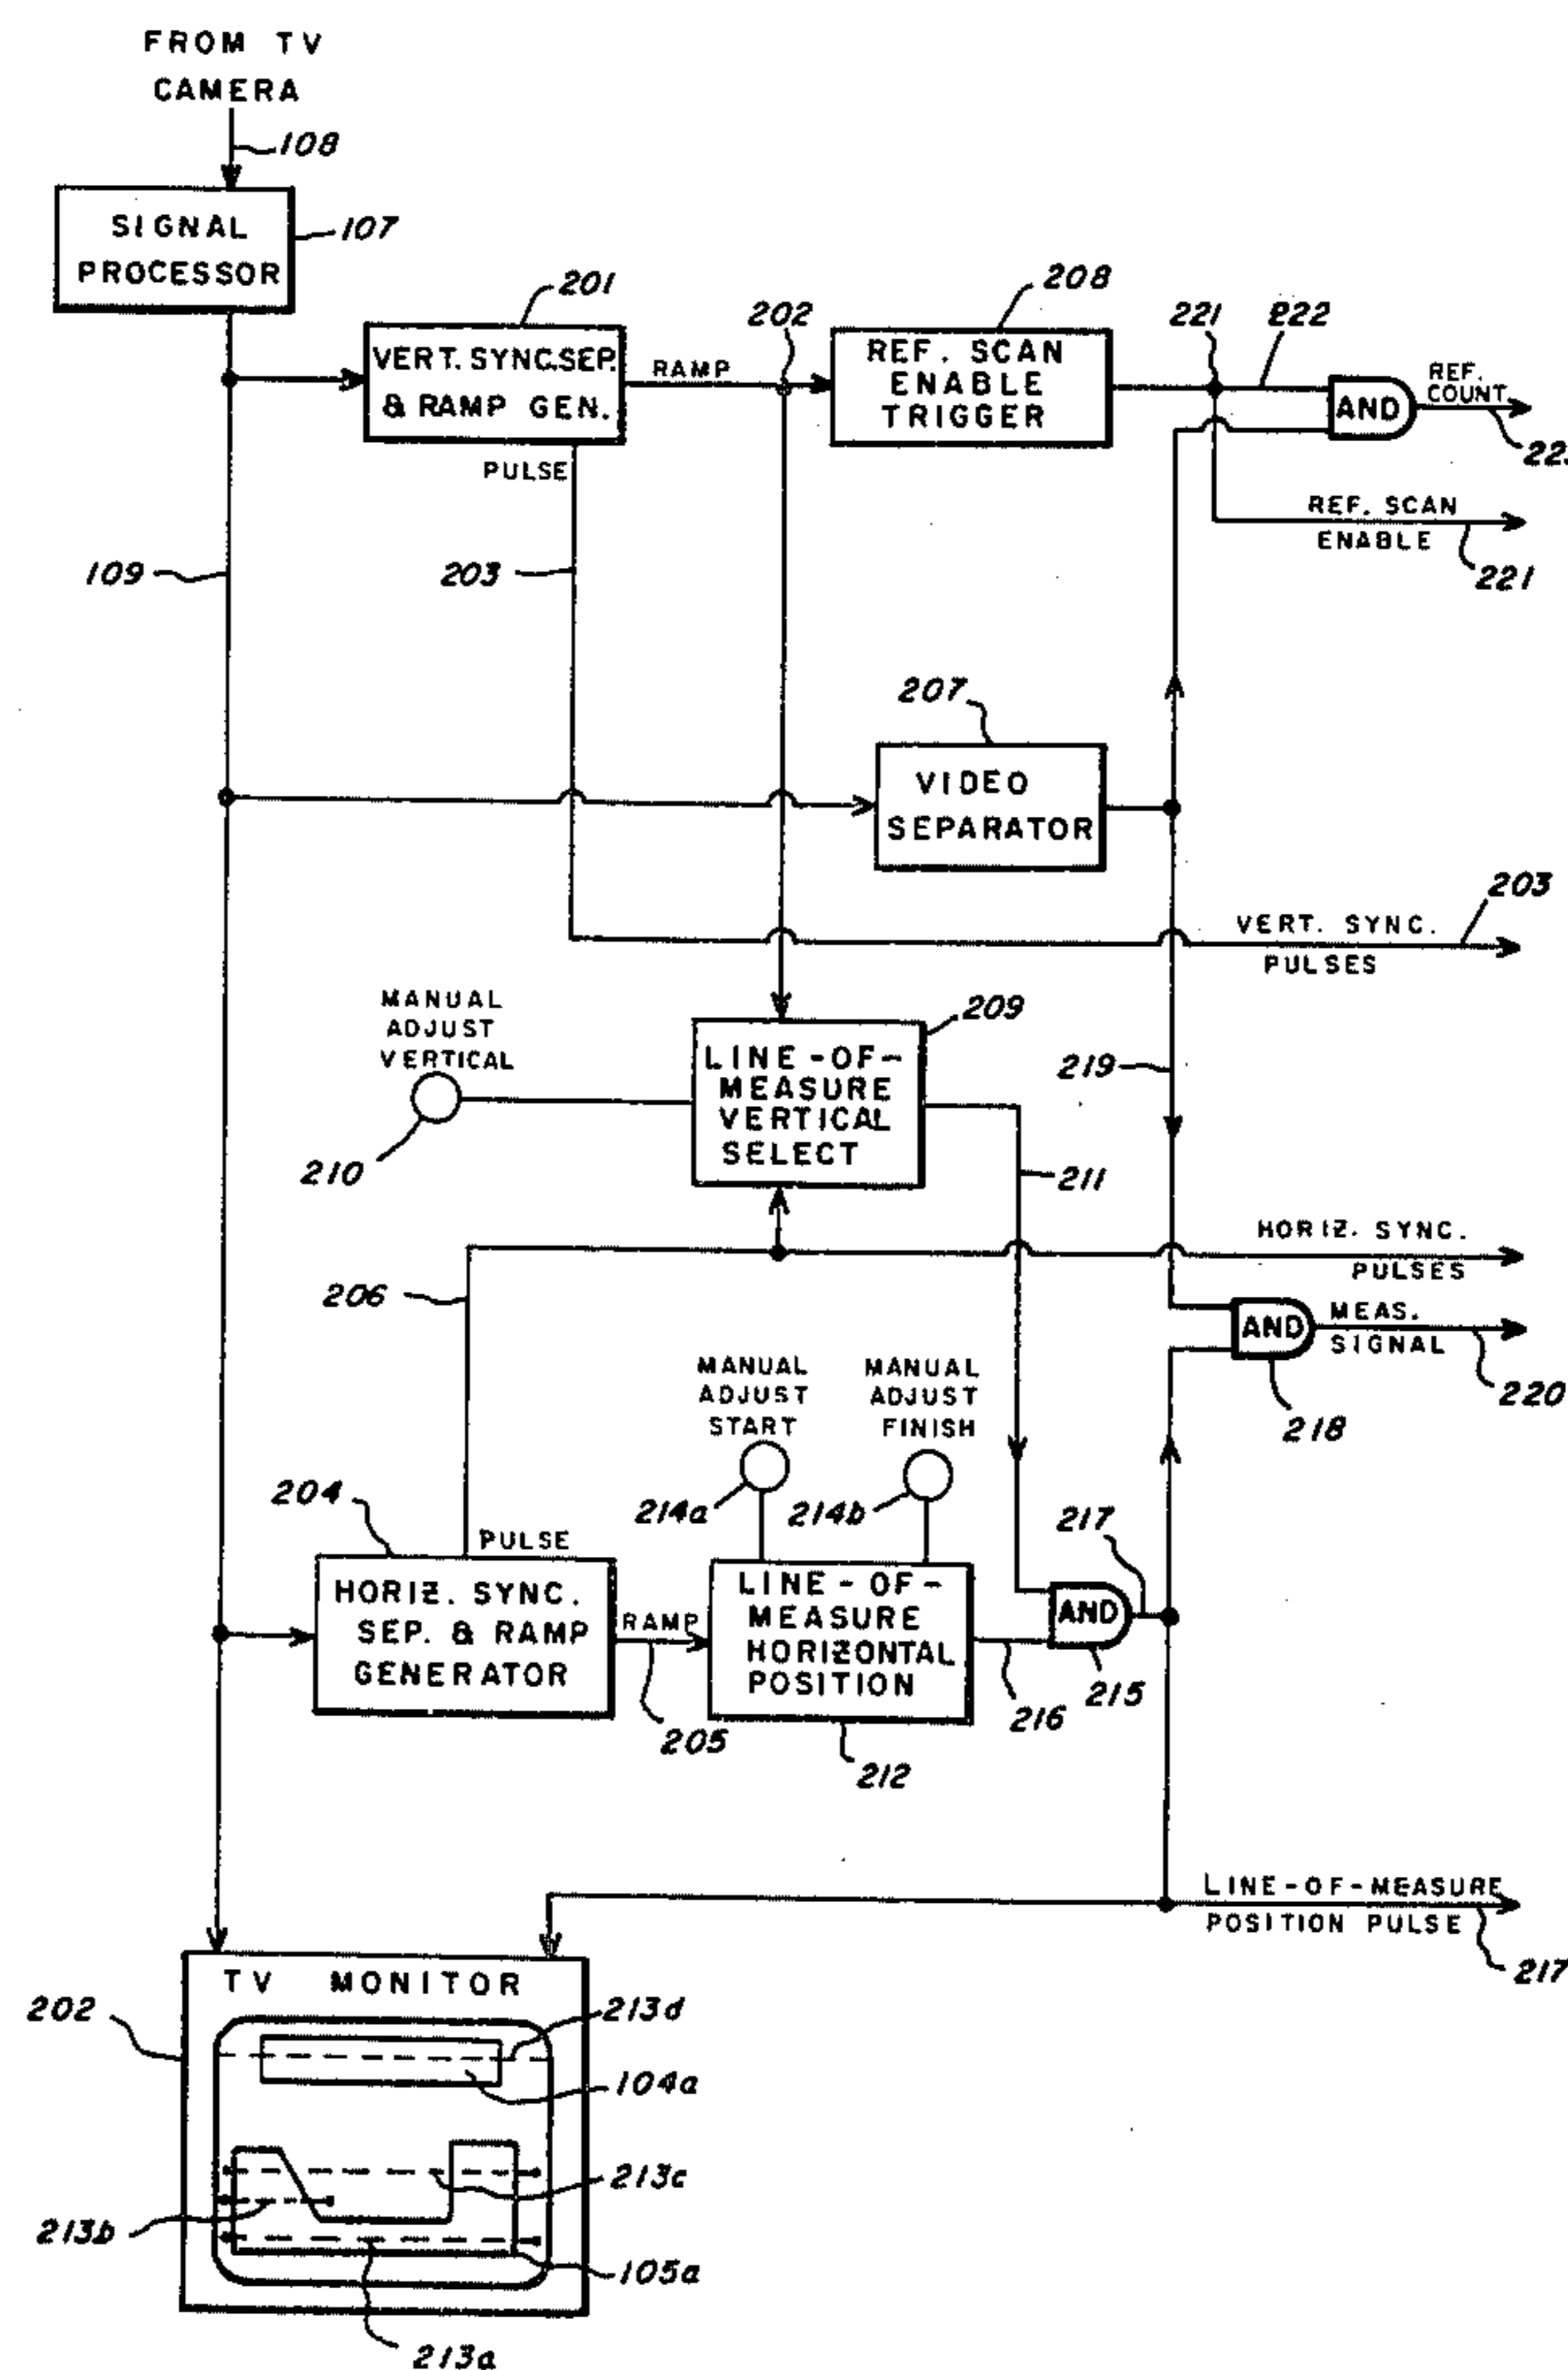 FROM TV
CAMERA
108
SIGNAL
PROCESSOR
107
201
VERT. SYNC. SEP.
& RAMP GEN.
RAMP
PULSE
202
208
REF. SCAN
ENABLE
TRIGGER
221
222
AND
REF.
COUNT
REF. SCAN
ENABLE
221
109
203
207
VIDEO
SEPARATOR
203
VERT. SYNC.
PULSES
MANUAL
ADJUST
VERTICAL
210
209
LINE-OF-
MEASURE
VERTICAL
SELECT
219
211
HORIZ. SYNC.
PULSES
206
AND
MEAS.
SIGNAL
220
218
MANUAL
ADJUST
START
MANUAL
ADJUST
FINISH
214a
214b
204
PULSE
HORIZ. SYNC.
SEP. & RAMP
GENERATOR
RAMP
205
LINE-OF-
MEASURE
HORIZONTAL
POSITION
212
217
AND
216
215
LINE-OF-MEASURE
POSITION PULSE
217
TV MONITOR
202
213d
104a
213c
213b
105a
213a